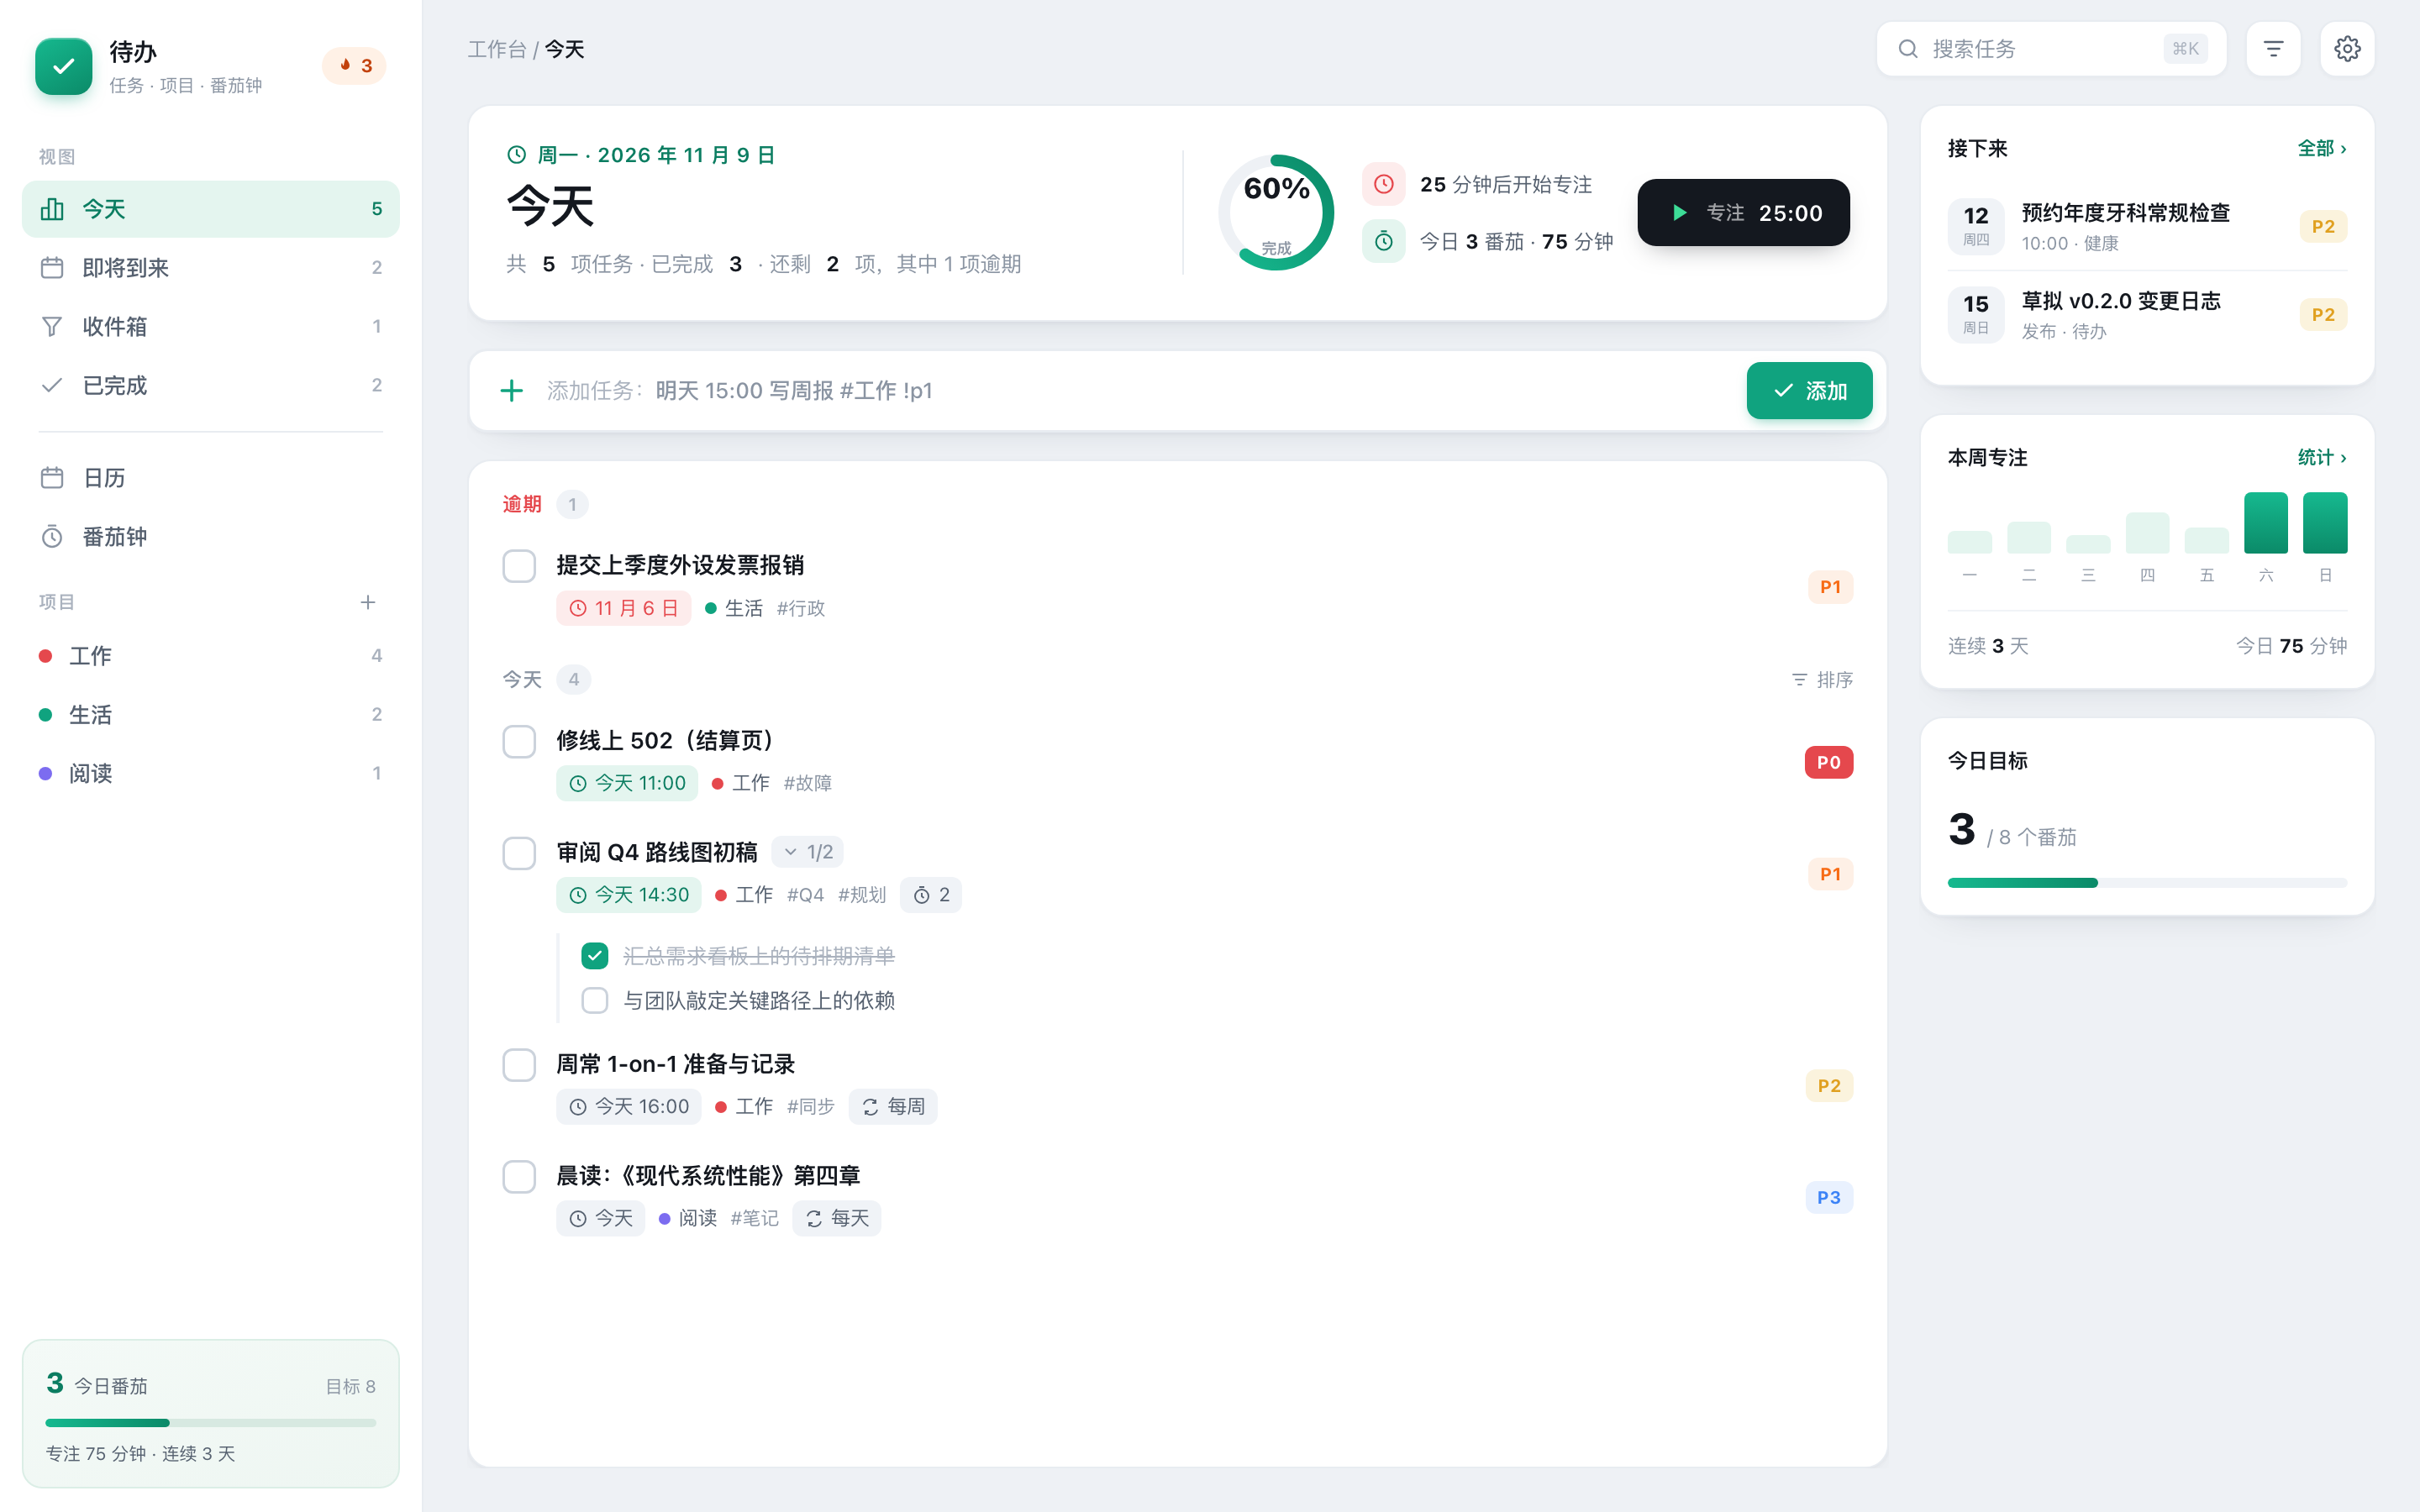 待办
任务 · 项目 · 番茄钟
3
视图
今天 5
即将到来 2
收件箱 1
已完成 2
日历
番茄钟
项目
工作 4
生活 2
阅读 1
3 今日番茄 目标 8
专注 75 分钟 · 连续 3 天
工作台 / 今天
搜索任务 ⌘K
周一 · 2026 年 11 月 9 日
今天
共 5 项任务 · 已完成 3 · 还剩 2 项，其中 1 项逾期
60%
完成
25 分钟后开始专注
今日 3 番茄 · 75 分钟
专注 25:00
添加任务：明天 15:00 写周报 #工作 !p1
添加
逾期 1
提交上季度外设发票报销
11 月 6 日 生活 #行政
P1
今天 4
排序
修线上 502（结算页）
今天 11:00 工作 #故障
P0
审阅 Q4 路线图初稿 1/2
今天 14:30 工作 #Q4 #规划 2
P1
汇总需求看板上的待排期清单
与团队敲定关键路径上的依赖
周常 1-on-1 准备与记录
今天 16:00 工作 #同步 每周
P2
晨读：《现代系统性能》第四章
今天 阅读 #笔记 每天
P3
接下来 全部 ›
12
周四
预约年度牙科常规检查
10:00 · 健康
P2
15
周日
草拟 v0.2.0 变更日志
发布 · 待办
P2
本周专注 统计 ›
一 二 三 四 五 六 日
连续 3 天 今日 75 分钟
今日目标
3 / 8 个番茄